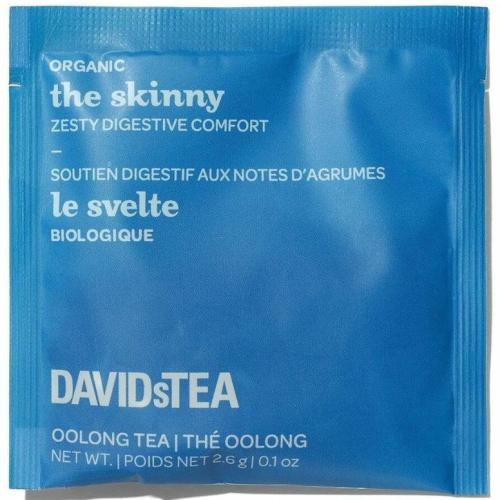 ORGANIC
the skinny
ZESTY DIGESTIVE COMFORT
–
SOUTIEN DIGESTIF AUX NOTES D'AGRUMES
le svelte
BIOLOGIQUE
DAVIDsTEA
OOLONG TEA | THÉ OOLONG
NET WT. | POIDS NET 2.6 g | 0.1 oz